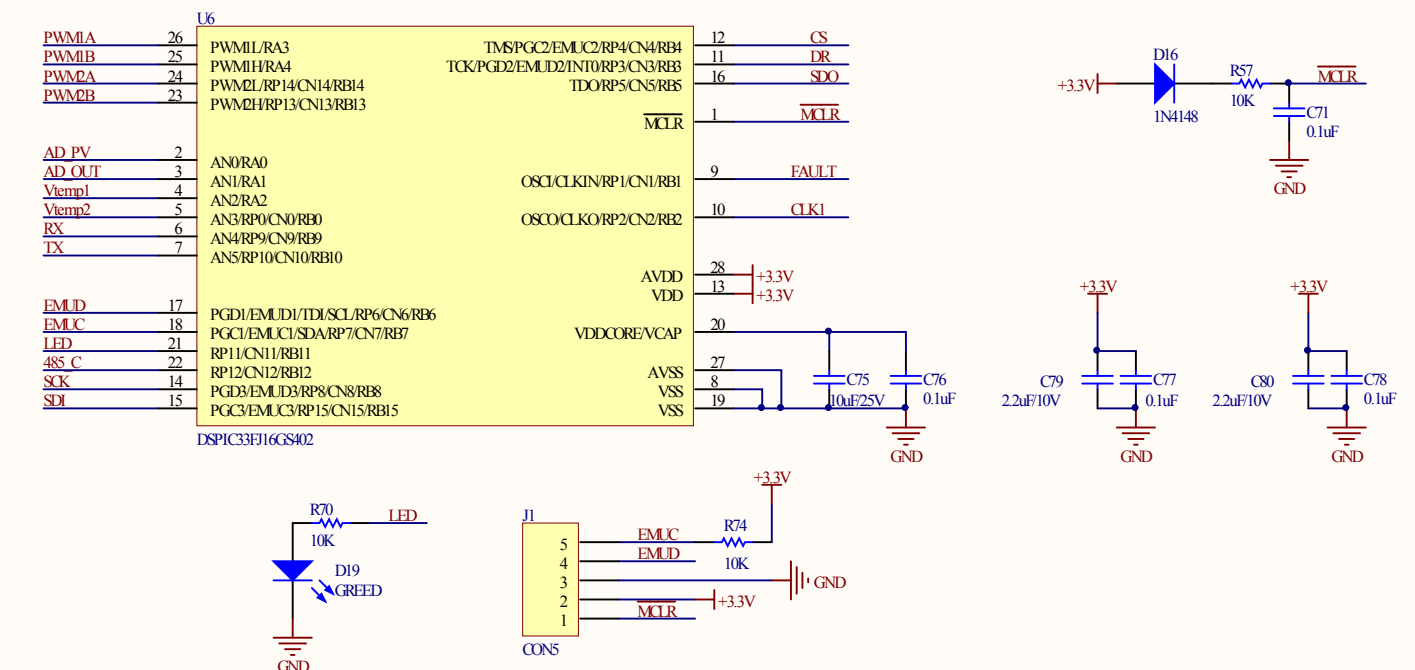 U6
PWM1A 26 PWM1L/RA3 TMS/PGC2/EMUC2/RP4/CN4/RB4 12 CS
PWM1B 25 PWM1H/RA4 TCK/PGD2/EMUD2/INT0/RP3/CN3/RB3 11 DR
PWM2A 24 PWM2L/RP14/CN14/RB14 TDO/RP5/CN5/RB5 16 SDO
PWM2B 23 PWM2H/RP13/CN13/RB13
MCLR 1 MCLR
AD_PV 2 AN0/RA0
AD_OUT 3 AN1/RA1 OSCI/CLKIN/RP1/CN1/RB1 9 FAULT
Vtemp1 4 AN2/RA2
Vtemp2 5 AN3/RP0/CN0/RB0 OSCO/CLKO/RP2/CN2/RB2 10 CLK1
RX 6 AN4/RP9/CN9/RB9
TX 7 AN5/RP10/CN10/RB10
AVDD 28 +3.3V
VDD 13 +3.3V
EMUD 17 PGD1/EMUD1/TDI/SCL/RP6/CN6/RB6
EMUC 18 PGC1/EMUC1/SDA/RP7/CN7/RB7 VDDCORE/VCAP 20
LED 21 RP11/CN11/RB11
485_C 22 RP12/CN12/RB12 AVSS 27
SCK 14 PGD3/EMUD3/RP8/CN8/RB8 VSS 8
SDI 15 PGC3/EMUC3/RP15/CN15/RB15 VSS 19
DSPIC33FJ16GS402
C75
10uF/25V
C76
0.1uF
GND
D16
+3.3V
1N4148
R57
10K
MCLR
C71
0.1uF
GND
+3.3V
C79
2.2uF/10V
C77
0.1uF
GND
+3.3V
C80
2.2uF/10V
C78
0.1uF
GND
R70
10K
LED
D19
GREED
GND
J1
+3.3V
5 EMUC R74
10K
4 EMUD
3 GND
2 +3.3V
1 MCLR
CON5